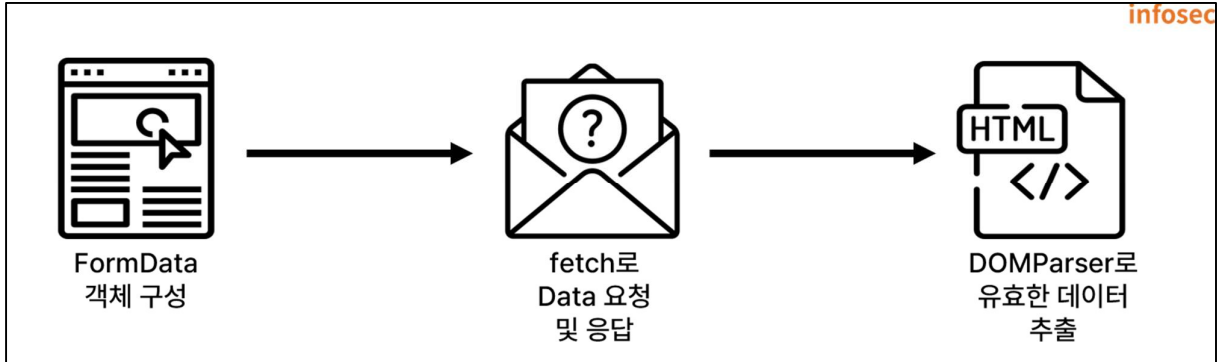 infosec
HTML
</>
?
FormData
객체 구성
fetch로
Data 요청
및 응답
DOMParser로
유효한 데이터
추출